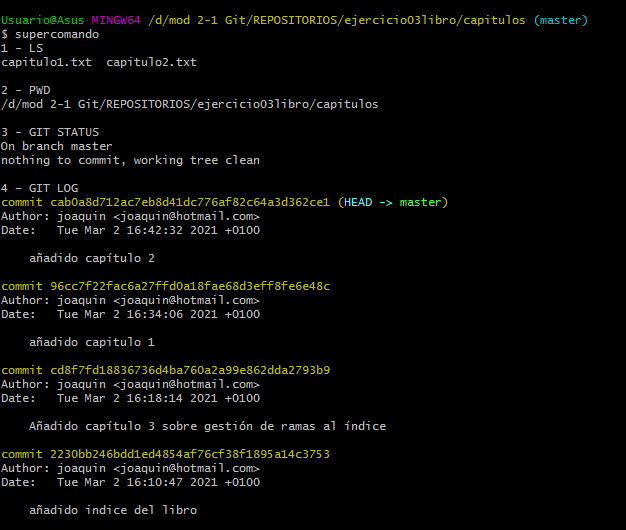 Usuario@Asus MINGW64 /d/mod 2-1 Git/REPOSITORIOS/ejercicio03libro/capitulos (master)
$ supercomando
1 - LS
capitulo1.txt  capitulo2.txt
2 - PWD
/d/mod 2-1 Git/REPOSITORIOS/ejercicio03libro/capitulos
3 - GIT STATUS
On branch master
nothing to commit, working tree clean
4 - GIT LOG
commit cab0a8d712ac7eb8d41dc776af82c64a3d362ce1 (HEAD -> master)
Author: joaquin <joaquin@hotmail.com>
Date:   Tue Mar 2 16:42:32 2021 +0100
añadido capítulo 2
commit 96cc7f22fac6a27ffd0a18fae68d3eff8fe6e48c
Author: joaquin <joaquin@hotmail.com>
Date:   Tue Mar 2 16:34:06 2021 +0100
añadido capitulo 1
commit cd8f7fd18836736d4ba760a2a99e862dda2793b9
Author: joaquin <joaquin@hotmail.com>
Date:   Tue Mar 2 16:18:14 2021 +0100
Añadido capítulo 3 sobre gestión de ramas al índice
commit 2230bb246bdd1ed4854af76cf38f1895a14c3753
Author: joaquin <joaquin@hotmail.com>
Date:   Tue Mar 2 16:10:47 2021 +0100
añadido indice del libro